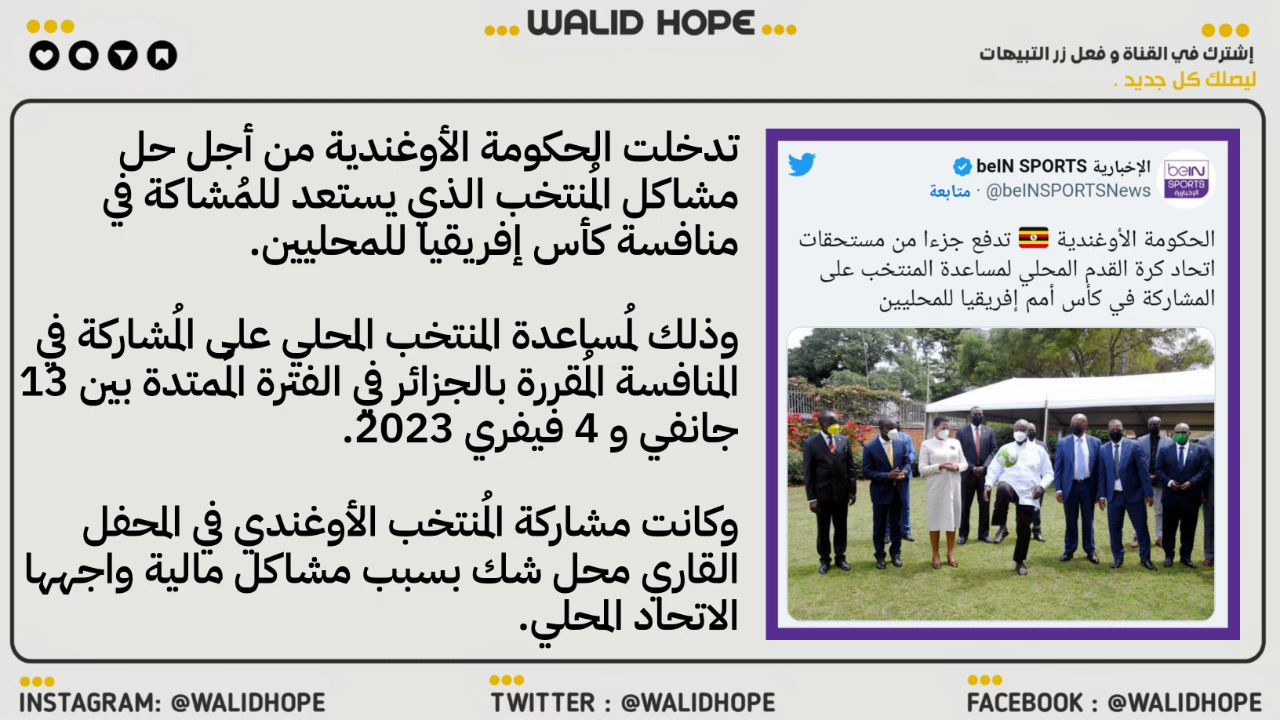 WALID HOPE
إشترك في القناة و فعل زر التبيهات
ليصلك كل جديد .
تدخلت الحكومة الأوغندية من أجل حل
مشاكل المُنتخب الذي يستعد للمُشاكة في
منافسة كأس إفريقيا للمحليين.
وذلك لمُساعدة المنتخب المحلي على المُشاركة في
المنافسة المُقررة بالجزائر في الفترة المُمتدة بين 13
جانفي و 4 فيفري 2023.
وكانت مشاركة المُنتخب الأوغندي في المحفل
القاري محل شك بسبب مشاكل مالية واجهها
الاتحاد المحلي.
beIN SPORTS الإخبارية
@beINSPORTSNews · متابعة
beIN
SPORTS
الإخبارية
الحكومة الأوغندية 🇺🇬 تدفع جزءا من مستحقات
اتحاد كرة القدم المحلي لمساعدة المنتخب على
المشاركة في كأس أمم إفريقيا للمحليين
INSTAGRAM: @WALIDHOPE
TWITTER : @WALIDHOPE
FACEBOOK : @WALIDHOPE